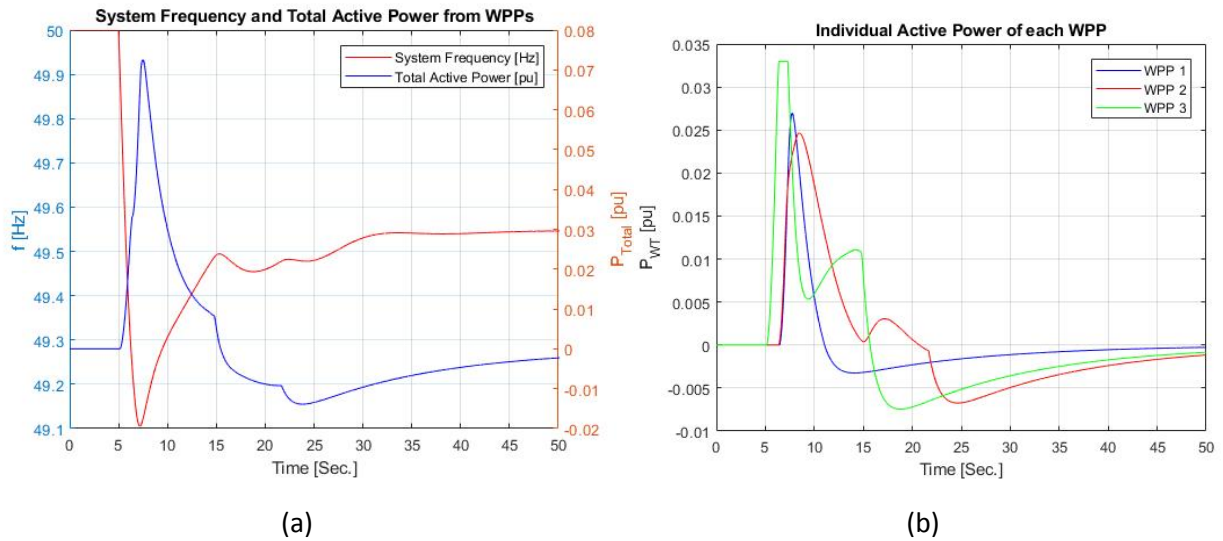 System Frequency and Total Active Power from WPPs
50
49.9
49.8
49.7
49.6
49.5
49.4
49.3
49.2
49.1
f [Hz]
0.08
0.07
0.06
0.05
0.04
0.03
0.02
0.01
0
-0.01
-0.02
P_Total [pu]
System Frequency [Hz]
Total Active Power [pu]
0 5 10 15 20 25 30 35 40 45 50
Time [Sec.]
(a)
Individual Active Power of each WPP
0.035
0.03
0.025
0.02
0.015
0.01
0.005
0
-0.005
-0.01
P_WT [pu]
WPP 1
WPP 2
WPP 3
0 5 10 15 20 25 30 35 40 45 50
Time [Sec.]
(b)